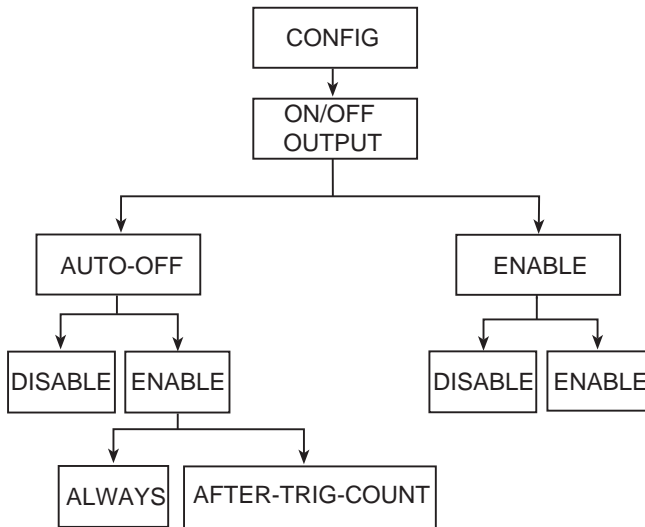 CONFIG
ON/OFF
OUTPUT
AUTO-OFF
ENABLE
DISABLE
ENABLE
DISABLE
ENABLE
ALWAYS
AFTER-TRIG-COUNT